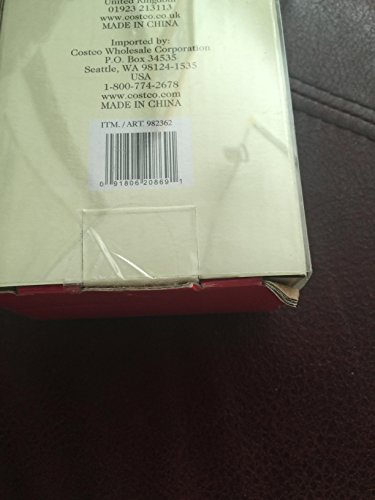 United Kingdom
01923 213113
www.costco.co.uk
MADE IN CHINA
Imported by:
Costco Wholesale Corporation
P.O. Box 34535
Seattle, WA 98124-1535
USA
1-800-774-2678
www.costco.com
MADE IN CHINA
ITM. / ART. 982362
0 91806 20869 1